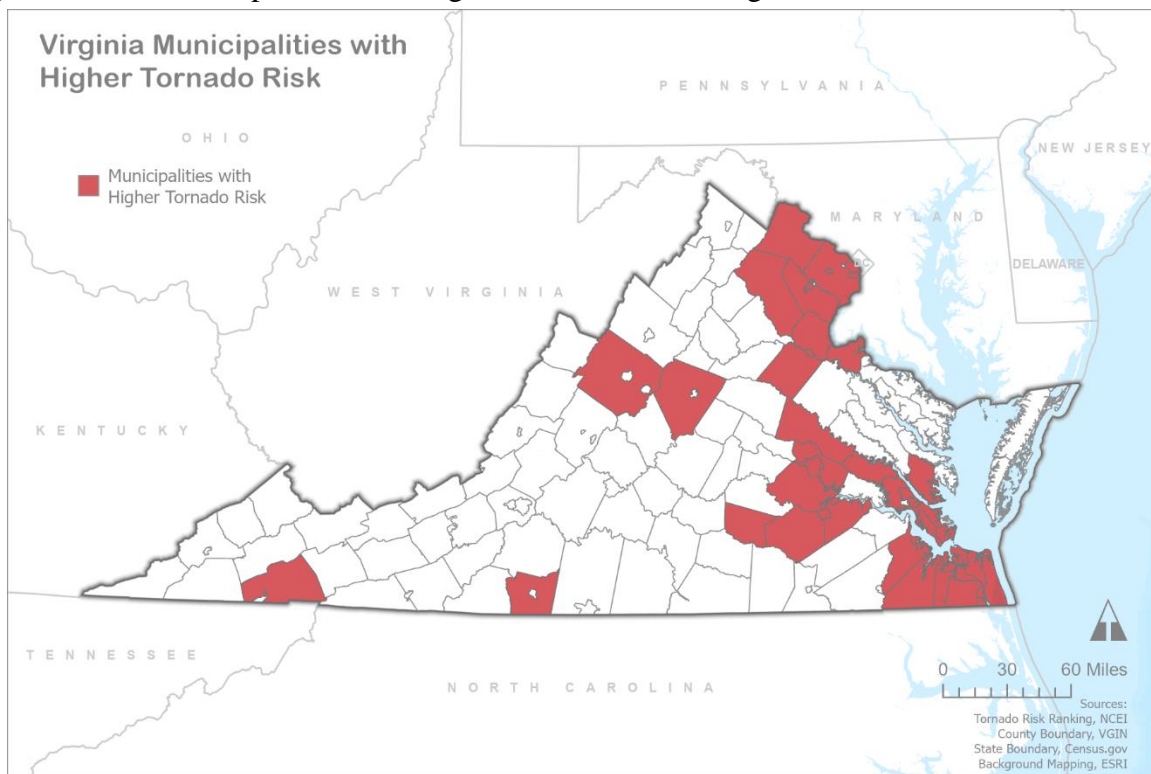 Virginia Municipalities with
Higher Tornado Risk
PENNSYLVANIA
OHIO
NEW JERSEY
Municipalities with
Higher Tornado Risk
MARYLAND
DC
DELAWARE
WEST VIRGINIA
KENTUCKY
TENNESSEE
NORTH CAROLINA
0 30 60 Miles
Sources:
Tornado Risk Ranking, NCEI
County Boundary, VGIN
State Boundary, Census.gov
Background Mapping, ESRI